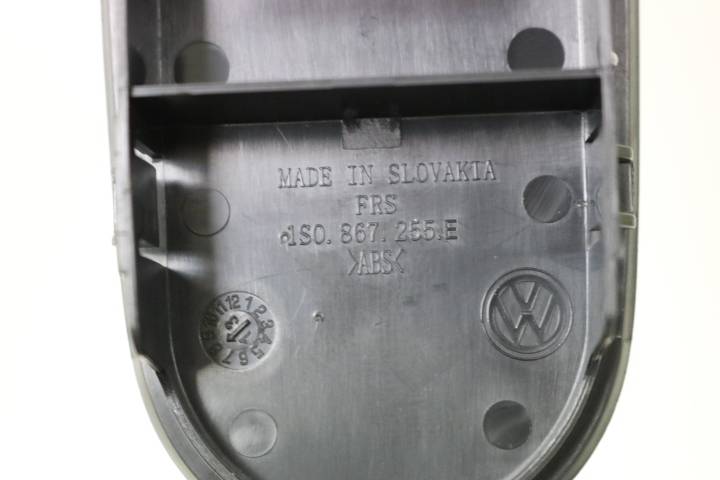 MADE IN SLOVAKIA
FRS
1S0. 867. 255.E
>ABS<